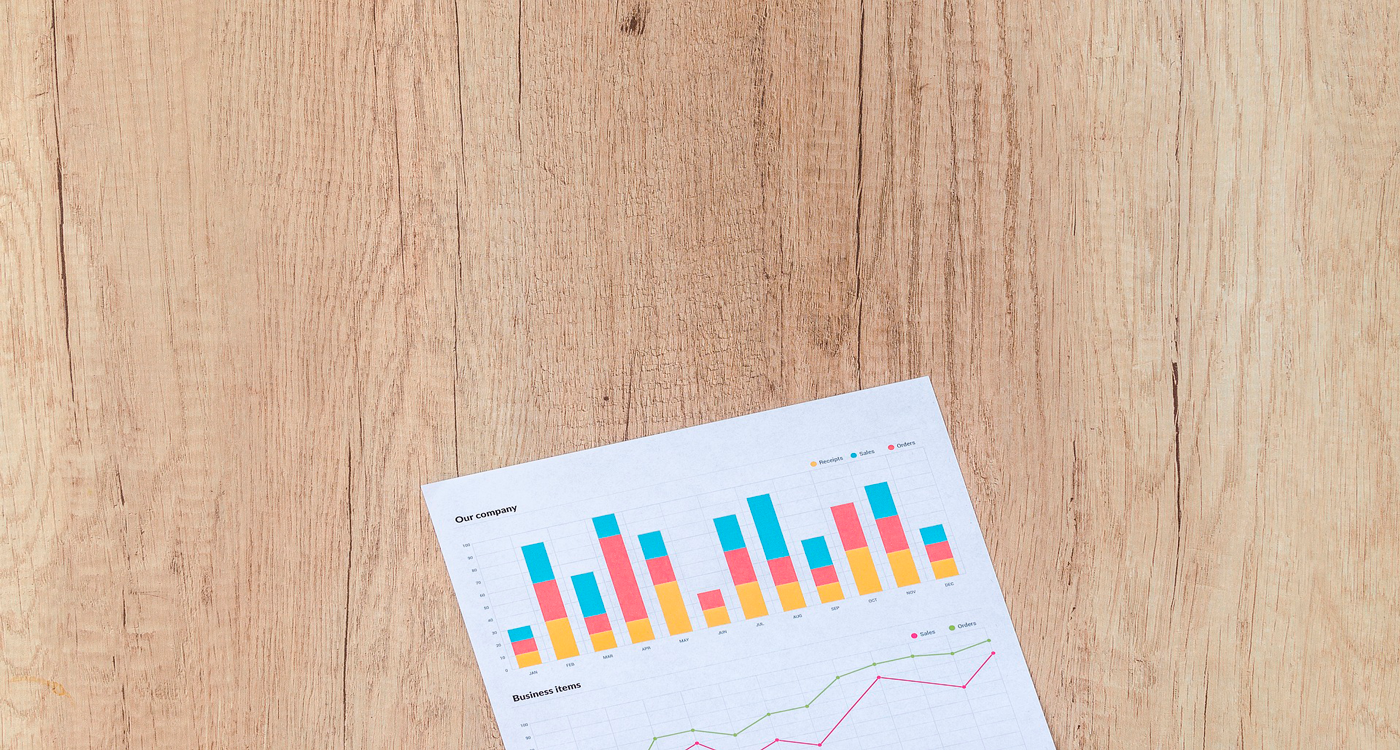 Receipts Sales Orders
Our company
100
90
80
70
60
50
40
30
20
10
0
JAN FEB MAR APR MAY JUN JUL AUG SEP OCT NOV DEC
Sales Orders
Business items
100
90